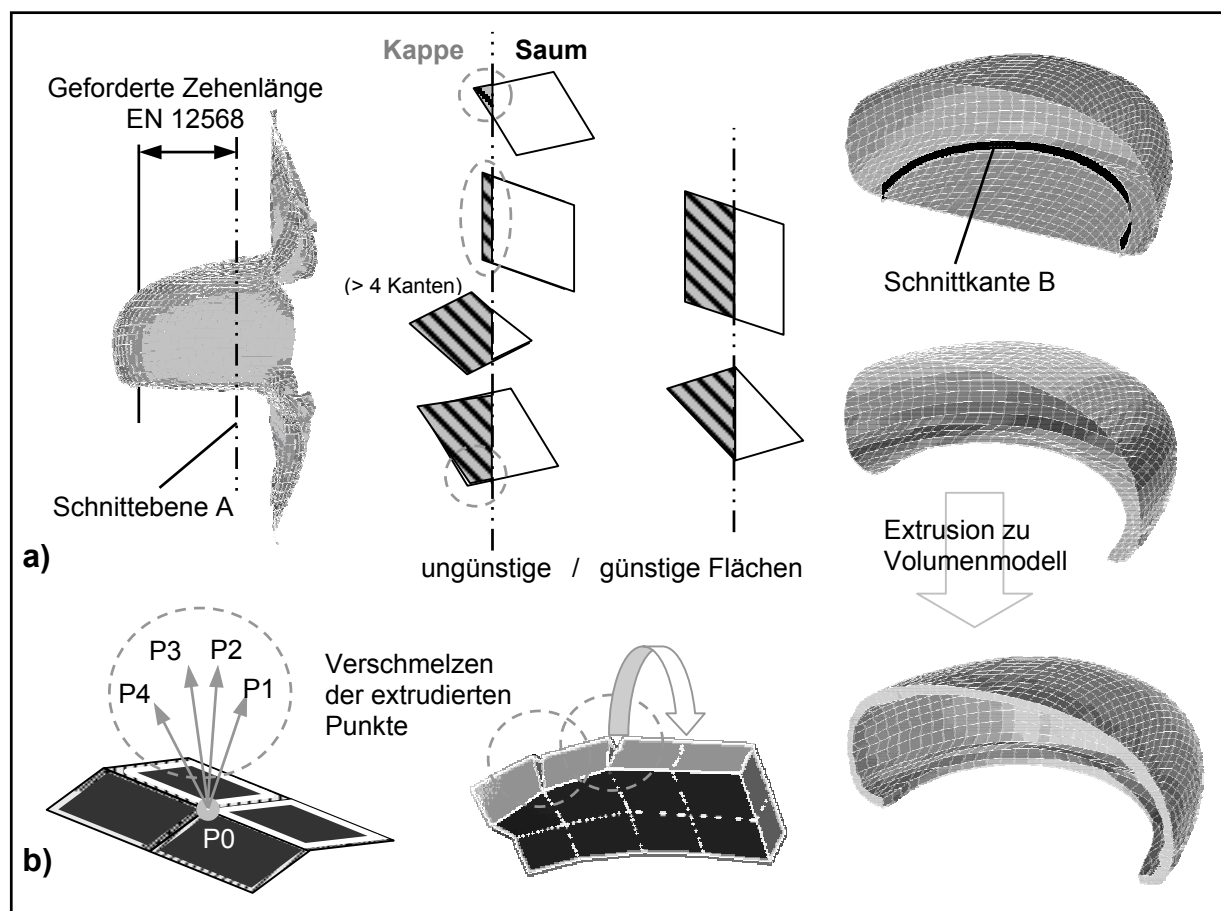 Kappe
Saum
Geforderte Zehenlänge
EN 12568
(> 4 Kanten)
Schnittkante B
Schnittebene A
a)
ungünstige / günstige Flächen
Extrusion zu
Volumenmodell
P3
P2
P4
P1
P0
Verschmelzen
der extrudierten
Punkte
b)